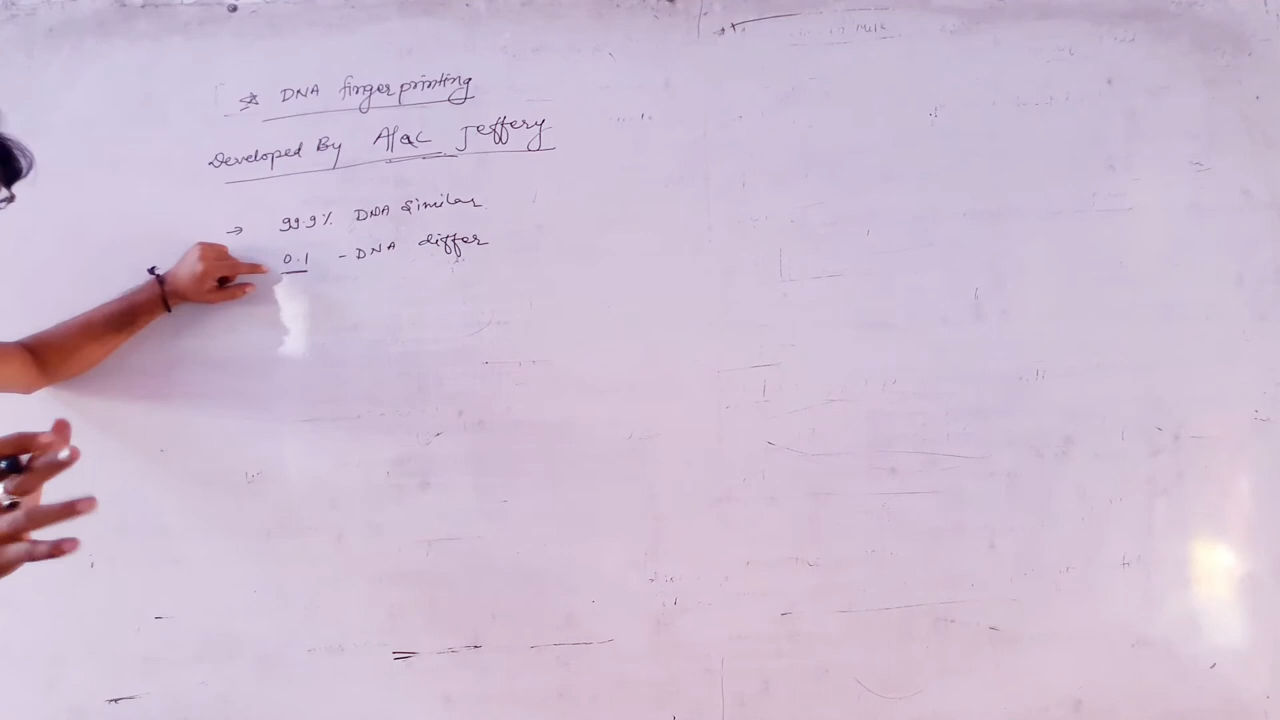 ☆ DNA fingerprinting
Developed By Alac Jeffery
→ 99.9% DNA Similar
0.1 - DNA differ